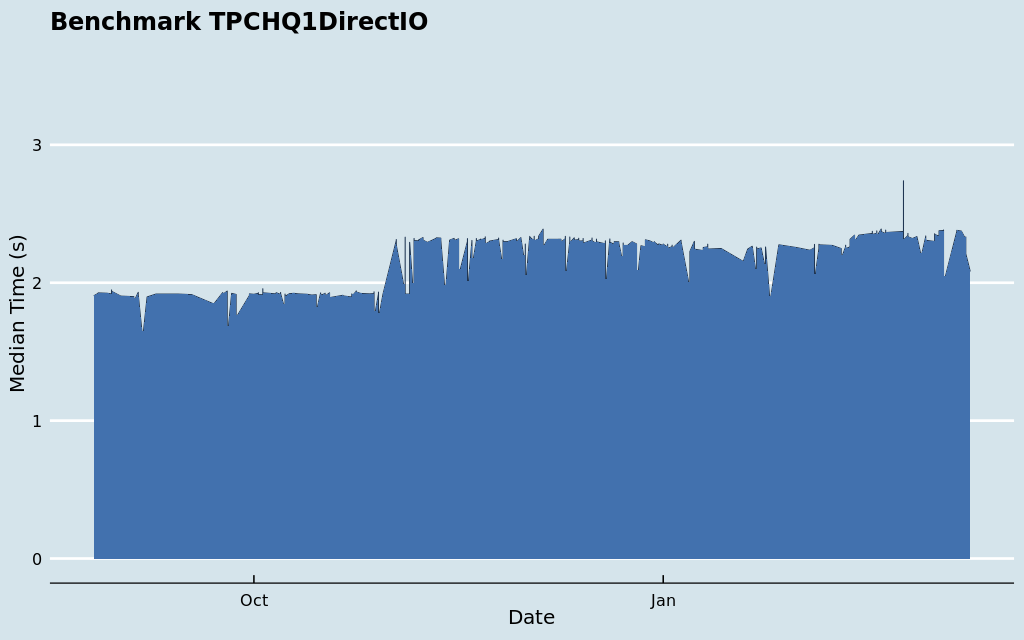 Benchmark TPCHQ1DirectIO
3
2
1
0
Median Time (s)
Oct
Jan
Date